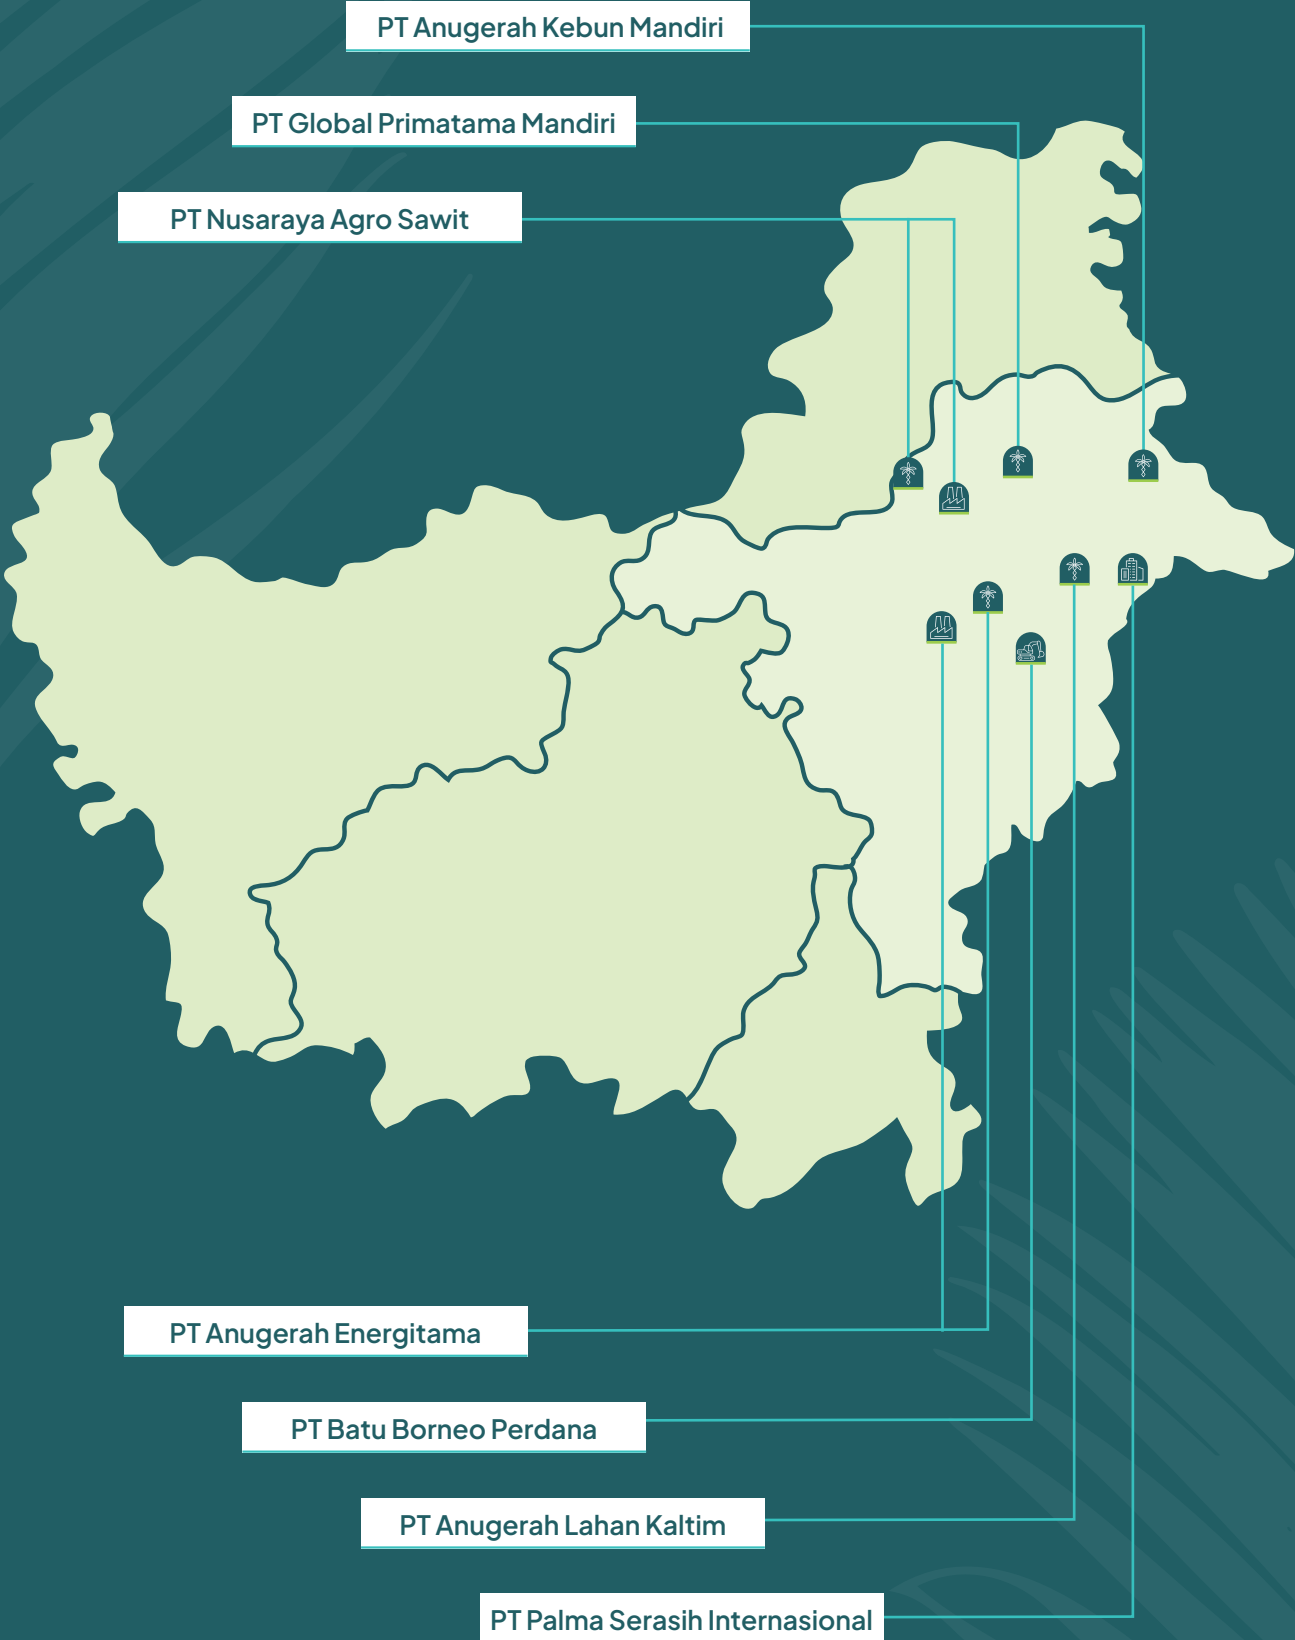 PT Anugerah Kebun Mandiri
PT Global Primatama Mandiri
PT Nusaraya Agro Sawit
PT Anugerah Energitama
PT Batu Borneo Perdana
PT Anugerah Lahan Kaltim
PT Palma Serasih Internasional